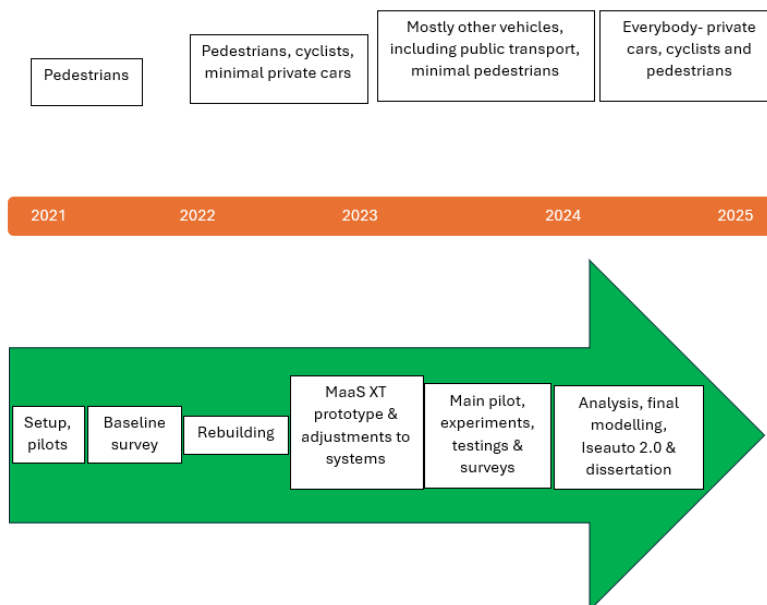 Pedestrians
Pedestrians, cyclists,
minimal private cars
Mostly other vehicles,
including public transport,
minimal pedestrians
Everybody- private
cars, cyclists and
pedestrians
2021
2022
2023
2024
2025
Setup,
pilots
Baseline
survey
Rebuilding
MaaS XT
prototype &
adjustments to
systems
Main pilot,
experiments,
testings &
surveys
Analysis, final
modelling,
Iseauto 2.0 &
dissertation